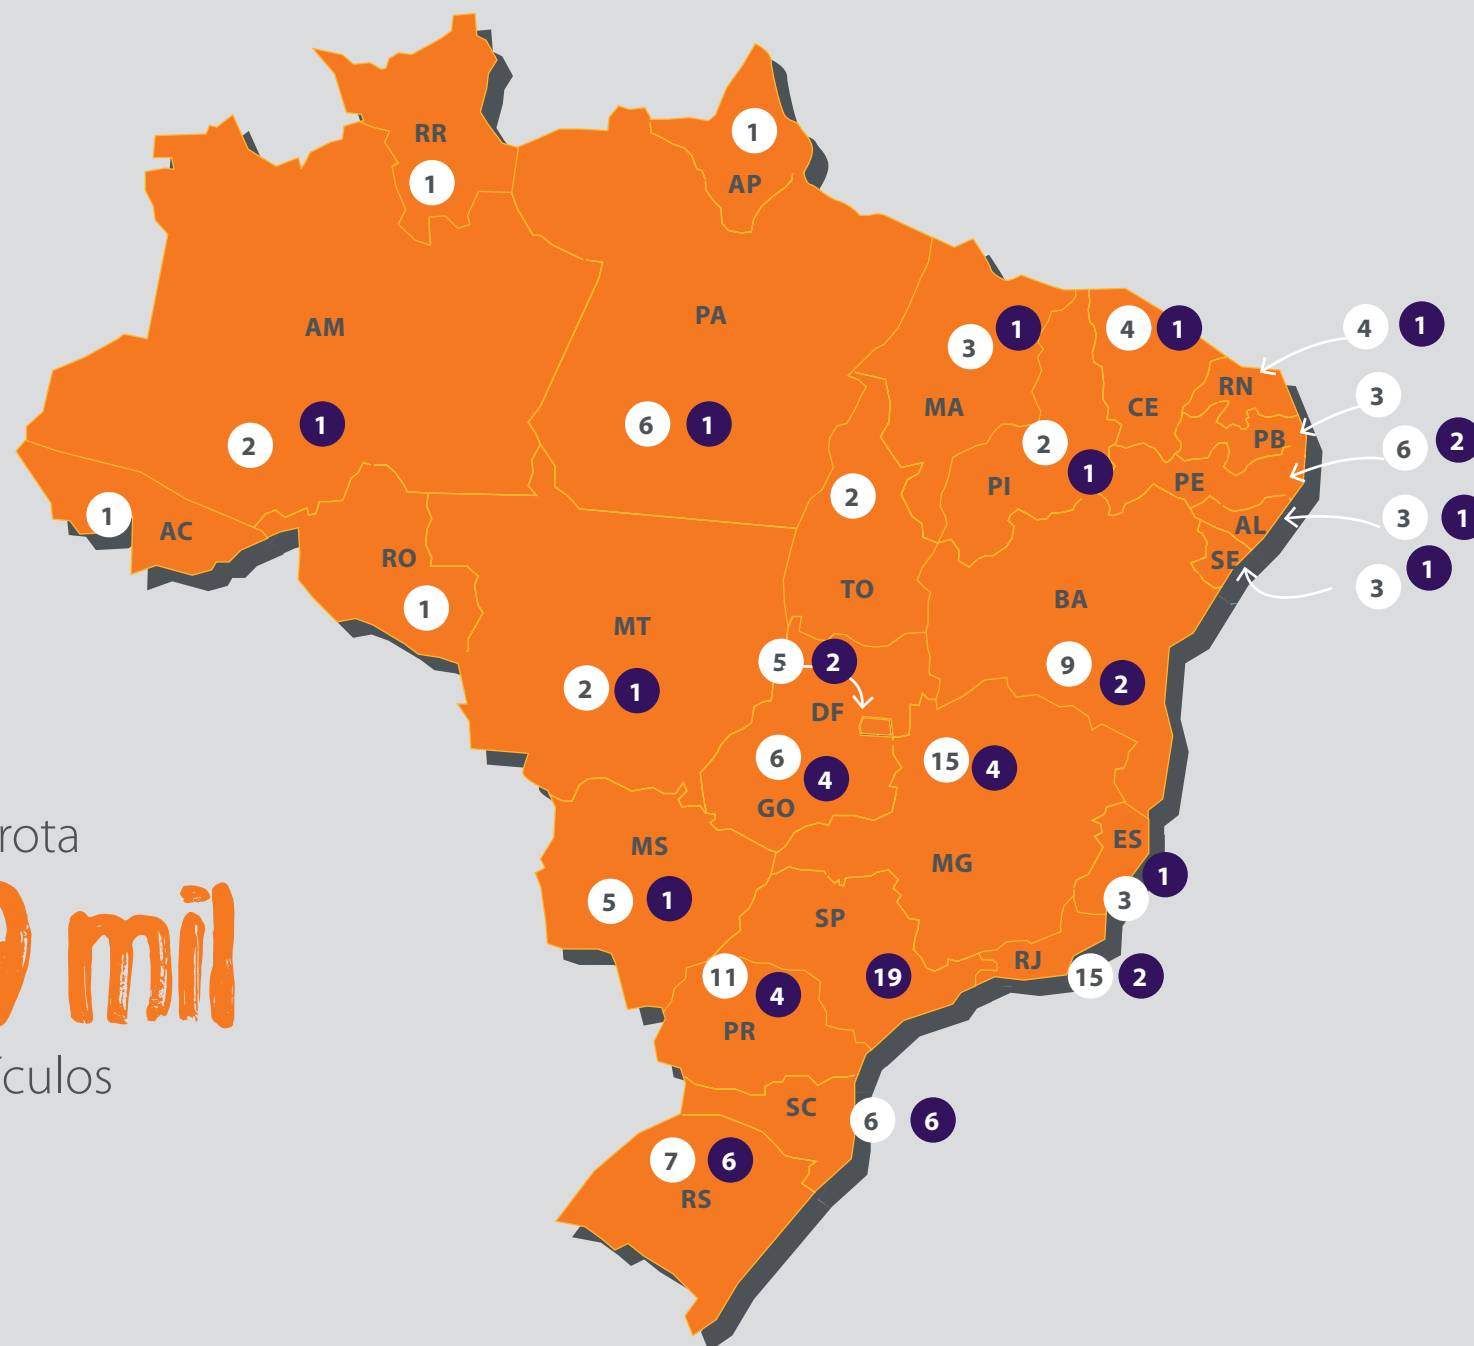 RR
1
1
AP
AM
PA
2 1
6 1
3 1
MA
4 1
CE
4 1
RN
3
PB
6 2
PE
3 1
AL
3 1
SE
2 1
PI
1
AC
RO
1
2
TO
MT
2 1
BA
9 2
5 2
DF
6 4
GO
15 4
MG
MS
5 1
ES
1
3
SP
19
RJ
15 2
11 4
PR
SC
6 6
7 6
RS
rota
mil
ículos